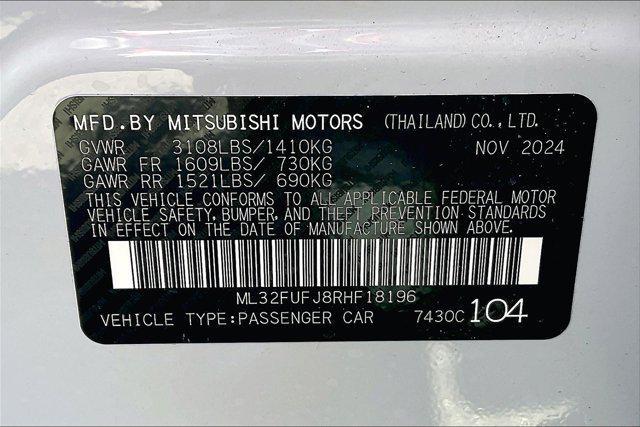 MFD.BY MITSUBISHI MOTORS (THAILAND) CO., LTD.
GVWR 3108LBS/1410KG NOV 2024
GAWR FR 1609LBS/ 730KG
GAWR RR 1521LBS/ 690KG
THIS VEHICLE CONFORMS TO ALL APPLICABLE FEDERAL MOTOR
VEHICLE SAFETY, BUMPER, AND THEFT PREVENTION STANDARDS
IN EFFECT ON THE DATE OF MANUFACTURE SHOWN ABOVE.
ML32FUFJ8RHF18196
VEHICLE TYPE:PASSENGER CAR 7430C 104